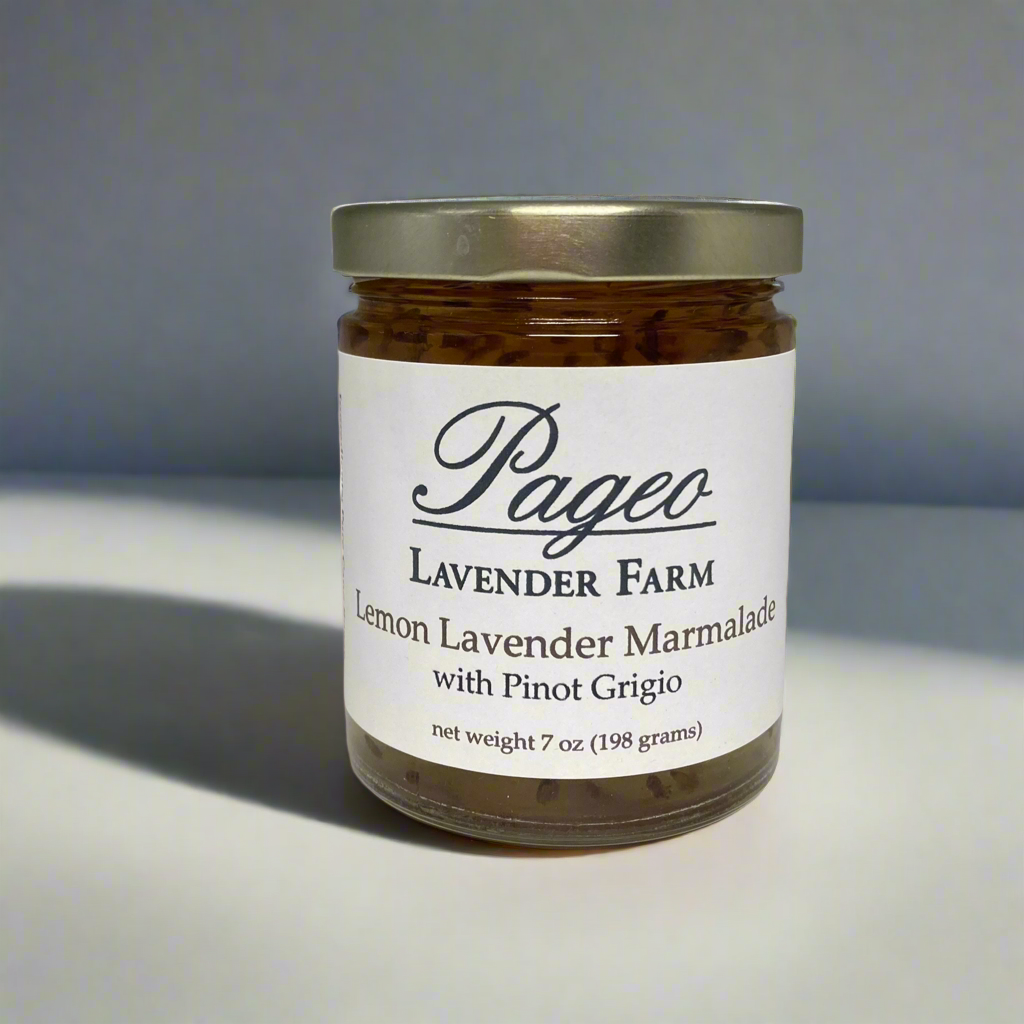 Pageo
LAVENDER FARM
Lemon Lavender Marmalade
with Pinot Grigio
net weight 7 oz (198 grams)